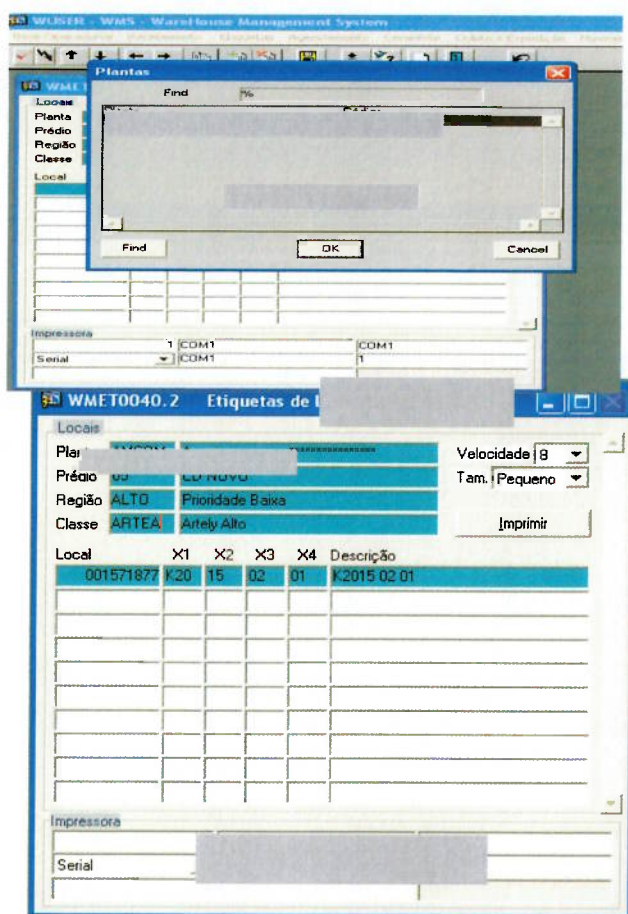 WUSER - WMS - WareHouse Management System
Plantas
Find %
Locais
Planta
Prédio
Região
Classe
Local
Find OK Cancel
Impressora
1 COM1 COM1
Serial COM1 1
WMET0040.2 Etiquetas de
Locais
Velocidade 8
Prédio 05 CD NOVO Tam. Pequeno
Região ALTO Prioridade Baixa
Classe ARTEA Artely Alto Imprimir
Local X1 X2 X3 X4 Descrição
001571877 K20 15 02 01 K2015 02 01
Impressora
Serial